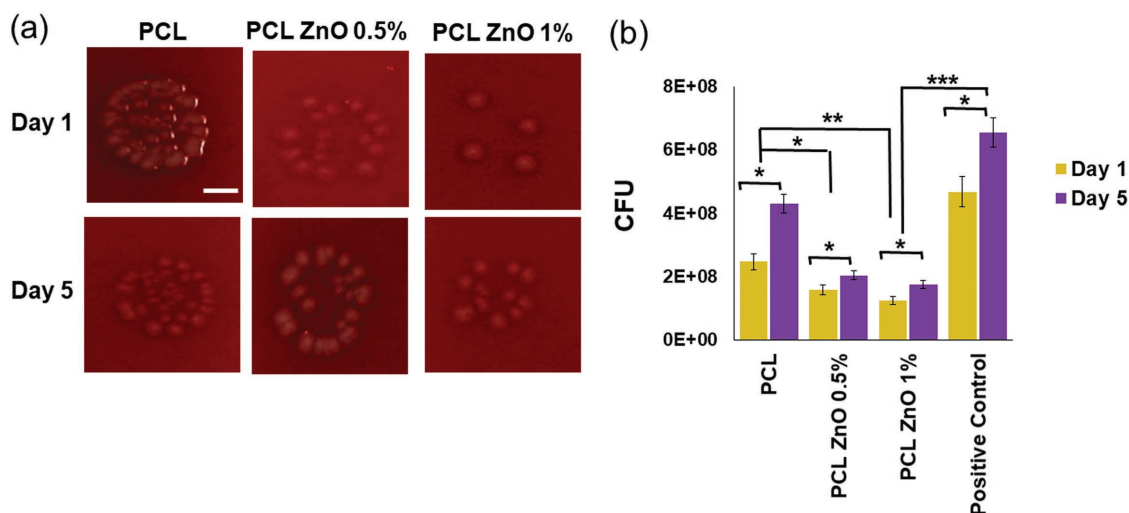 (a)
PCL
PCL ZnO 0.5%
PCL ZnO 1%
Day 1
Day 5
(b)
CFU
8E+08
6E+08
4E+08
2E+08
0E+00
*
*
**
*
*
***
*
PCL
PCL ZnO 0.5%
PCL ZnO 1%
Positive Control
Day 1
Day 5